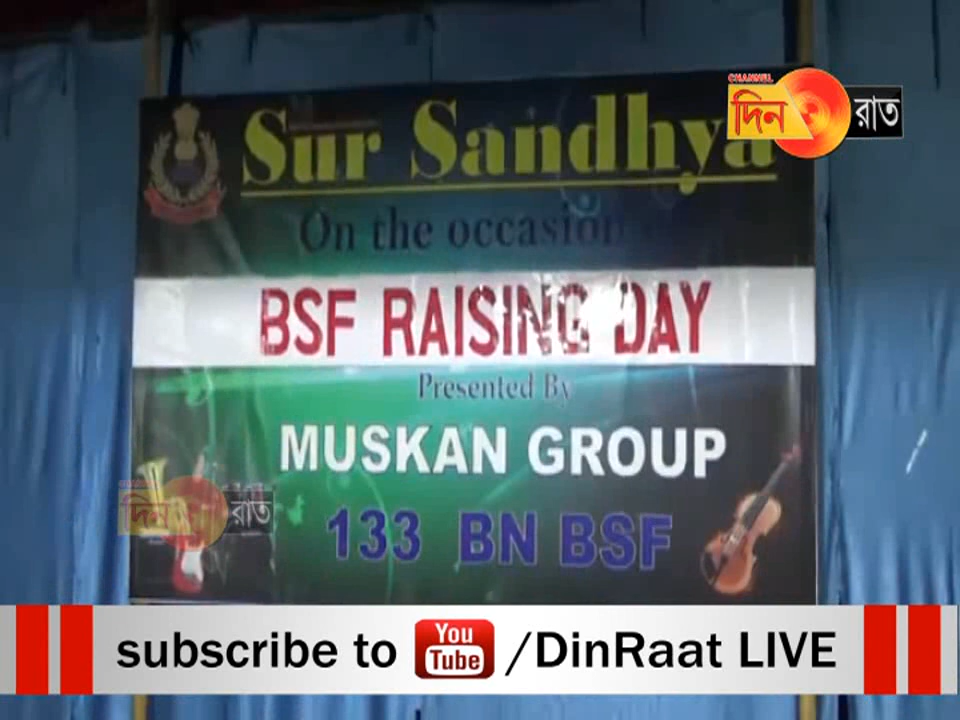 CHANNEL
দিন রাত
Sur Sandhya
On the occasion
BSF RAISING DAY
Presented By
MUSKAN GROUP
133 BN BSF
দিন রাত
subscribe to You Tube /DinRaat LIVE